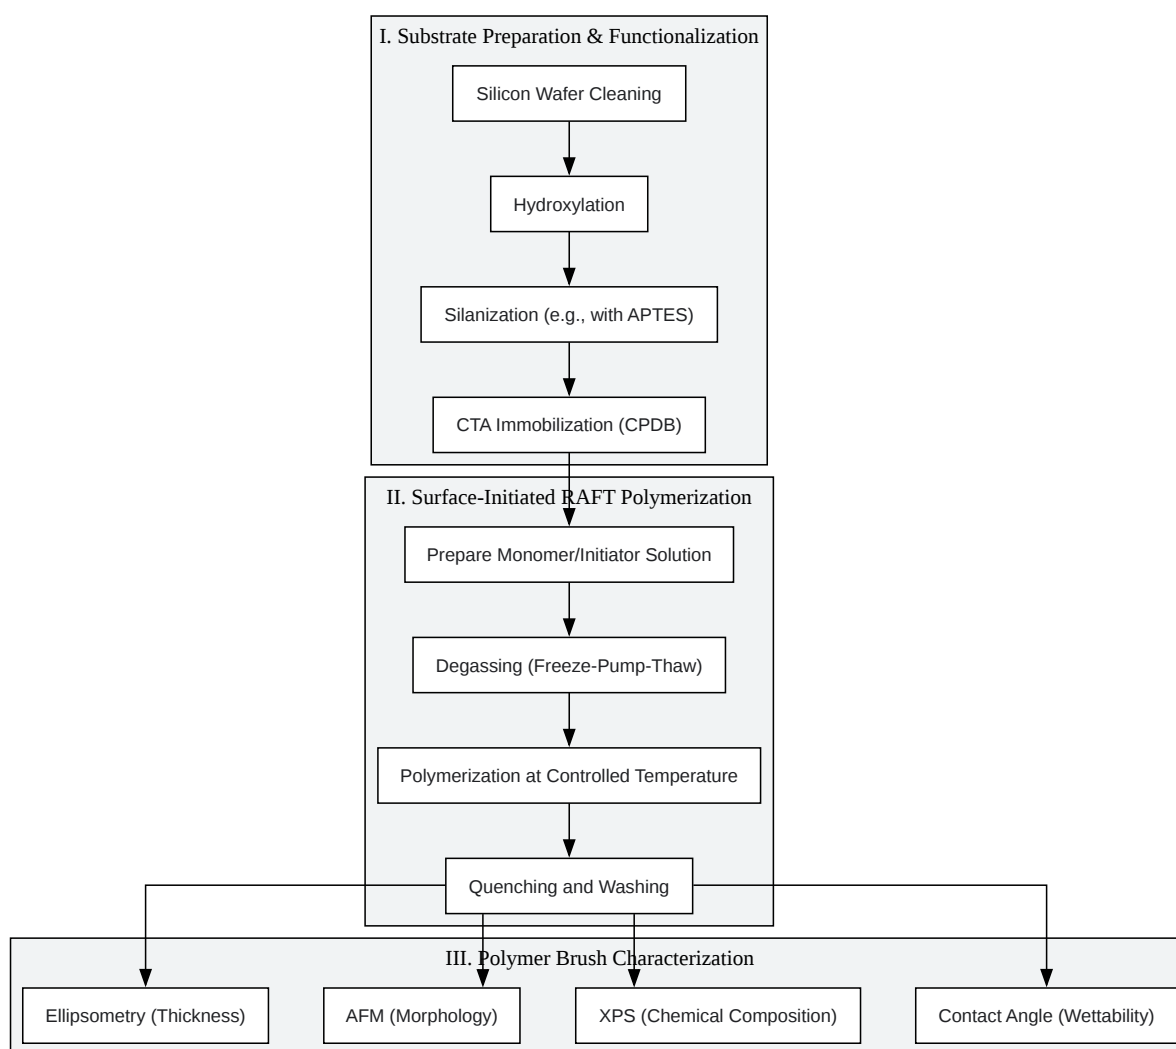 I. Substrate Preparation & Functionalization
Silicon Wafer Cleaning
Hydroxylation
Silanization (e.g., with APTES)
CTA Immobilization (CPDB)
II. Surface-Initiated RAFT Polymerization
Prepare Monomer/Initiator Solution
Degassing (Freeze-Pump-Thaw)
Polymerization at Controlled Temperature
Quenching and Washing
III. Polymer Brush Characterization
Ellipsometry (Thickness)
AFM (Morphology)
XPS (Chemical Composition)
Contact Angle (Wettability)